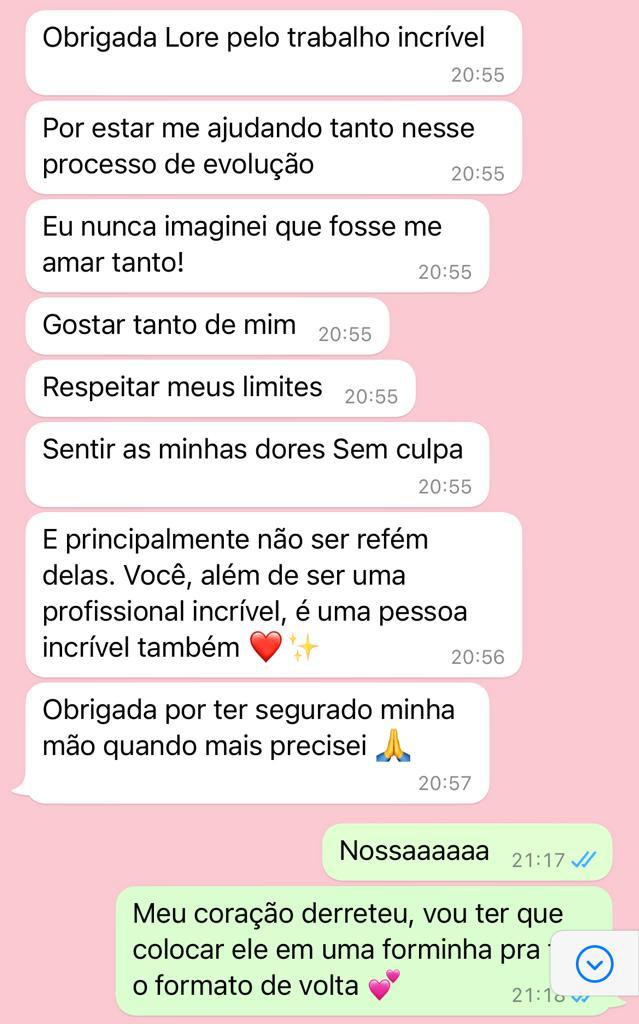 Obrigada Lore pelo trabalho incrível
20:55
Por estar me ajudando tanto nesse
processo de evolução
20:55
Eu nunca imaginei que fosse me
amar tanto!
20:55
Gostar tanto de mim
20:55
Respeitar meus limites
20:55
Sentir as minhas dores Sem culpa
20:55
E principalmente não ser refém
delas. Você, além de ser uma
profissional incrível, é uma pessoa
incrível também ❤️✨
20:56
Obrigada por ter segurado minha
mão quando mais precisei 🙏
20:57
Nossaaaaaa
21:17
Meu coração derreteu, vou ter que
colocar ele em uma forminha pra
o formato de volta 💕
21:18